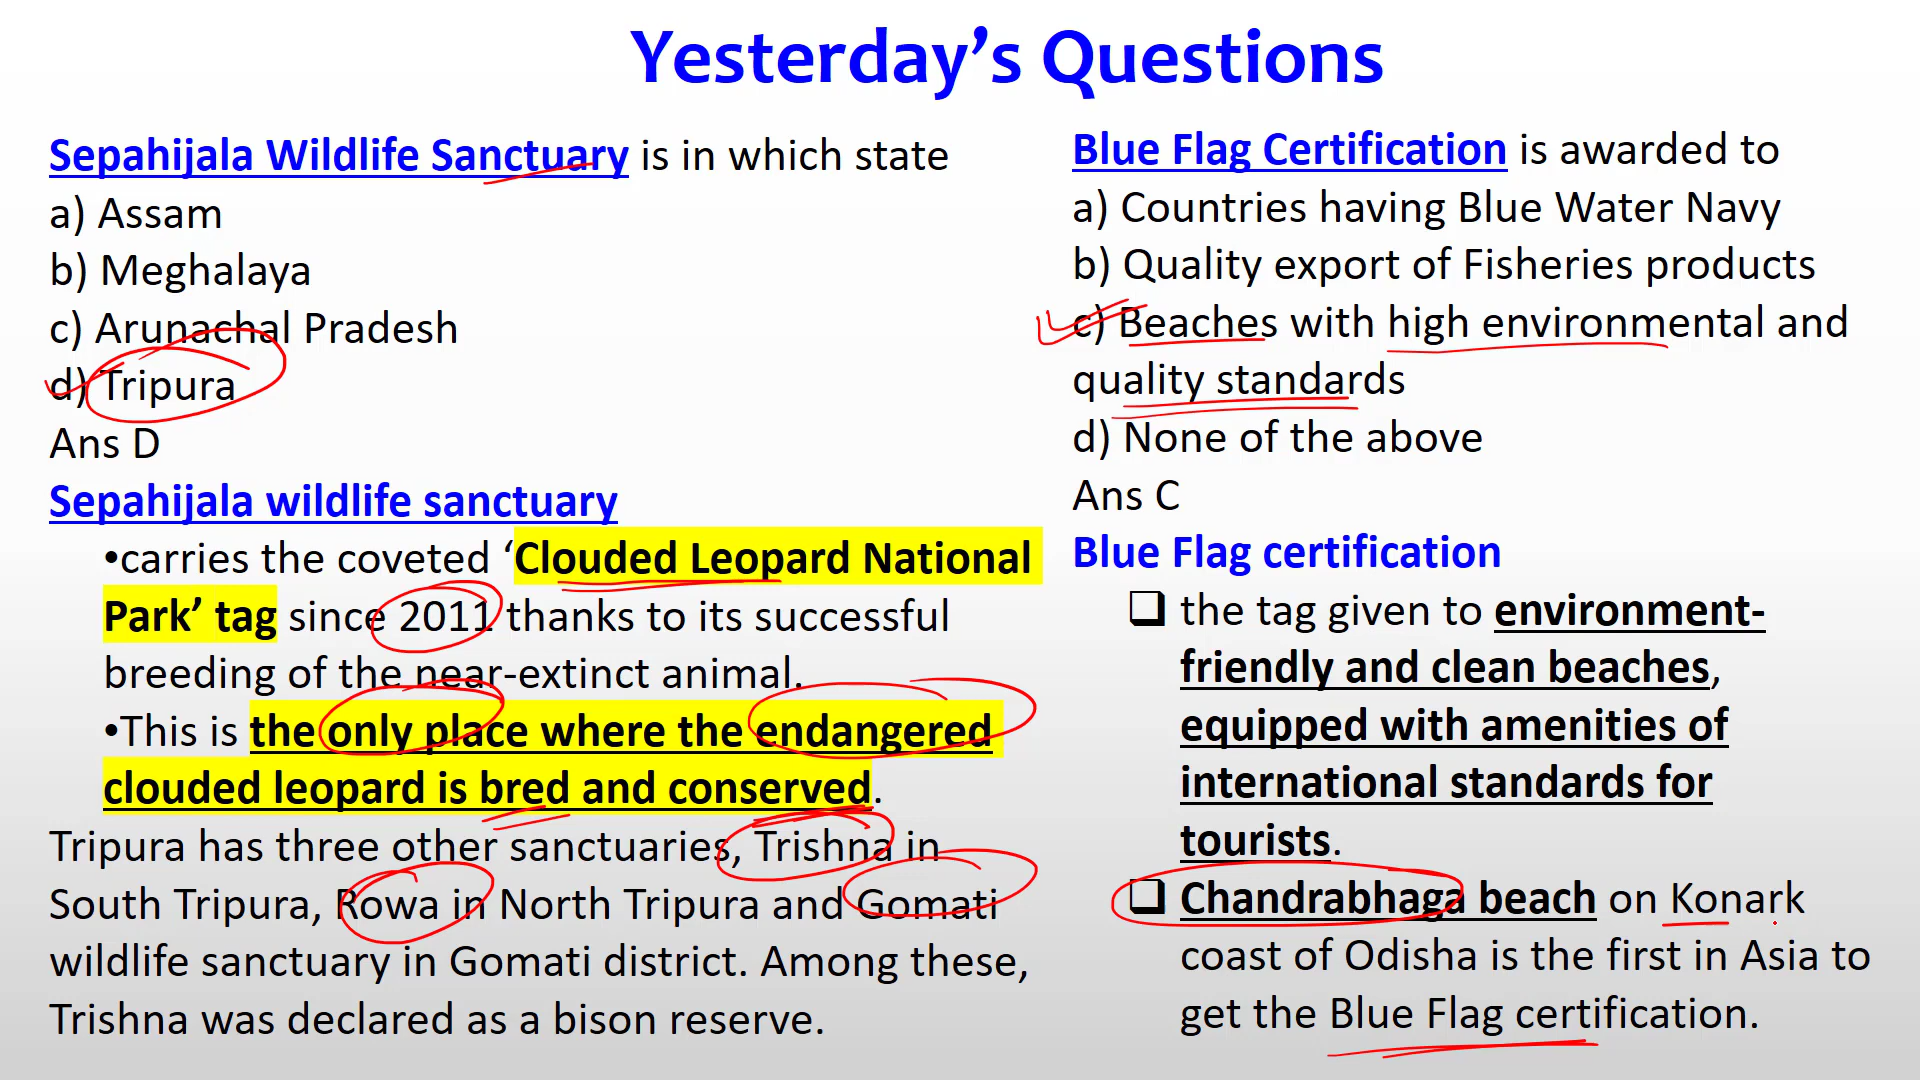 Yesterday’s Questions
Sepahijala Wildlife Sanctuary is in which state
a) Assam
b) Meghalaya
c) Arunachal Pradesh
d) Tripura
Ans D
Sepahijala wildlife sanctuary
•carries the coveted ‘Clouded Leopard National
Park’ tag since 2011 thanks to its successful
breeding of the near-extinct animal.
•This is the only place where the endangered
clouded leopard is bred and conserved.
Tripura has three other sanctuaries, Trishna in
South Tripura, Rowa in North Tripura and Gomati
wildlife sanctuary in Gomati district. Among these,
Trishna was declared as a bison reserve.
Blue Flag Certification is awarded to
a) Countries having Blue Water Navy
b) Quality export of Fisheries products
c) Beaches with high environmental and
quality standards
d) None of the above
Ans C
Blue Flag certification
❑ the tag given to environment-
friendly and clean beaches,
equipped with amenities of
international standards for
tourists.
❑ Chandrabhaga beach on Konark
coast of Odisha is the first in Asia to
get the Blue Flag certification.